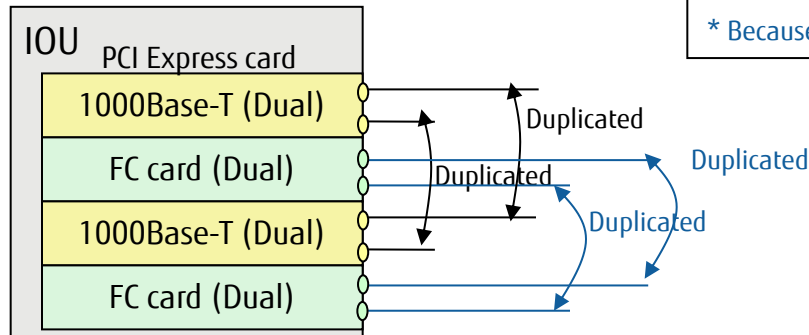 * Because
IOU
PCI Express card
1000Base-T (Dual)
Duplicated
FC card (Dual)
Duplicated
Duplicated
1000Base-T (Dual)
Duplicated
FC card (Dual)